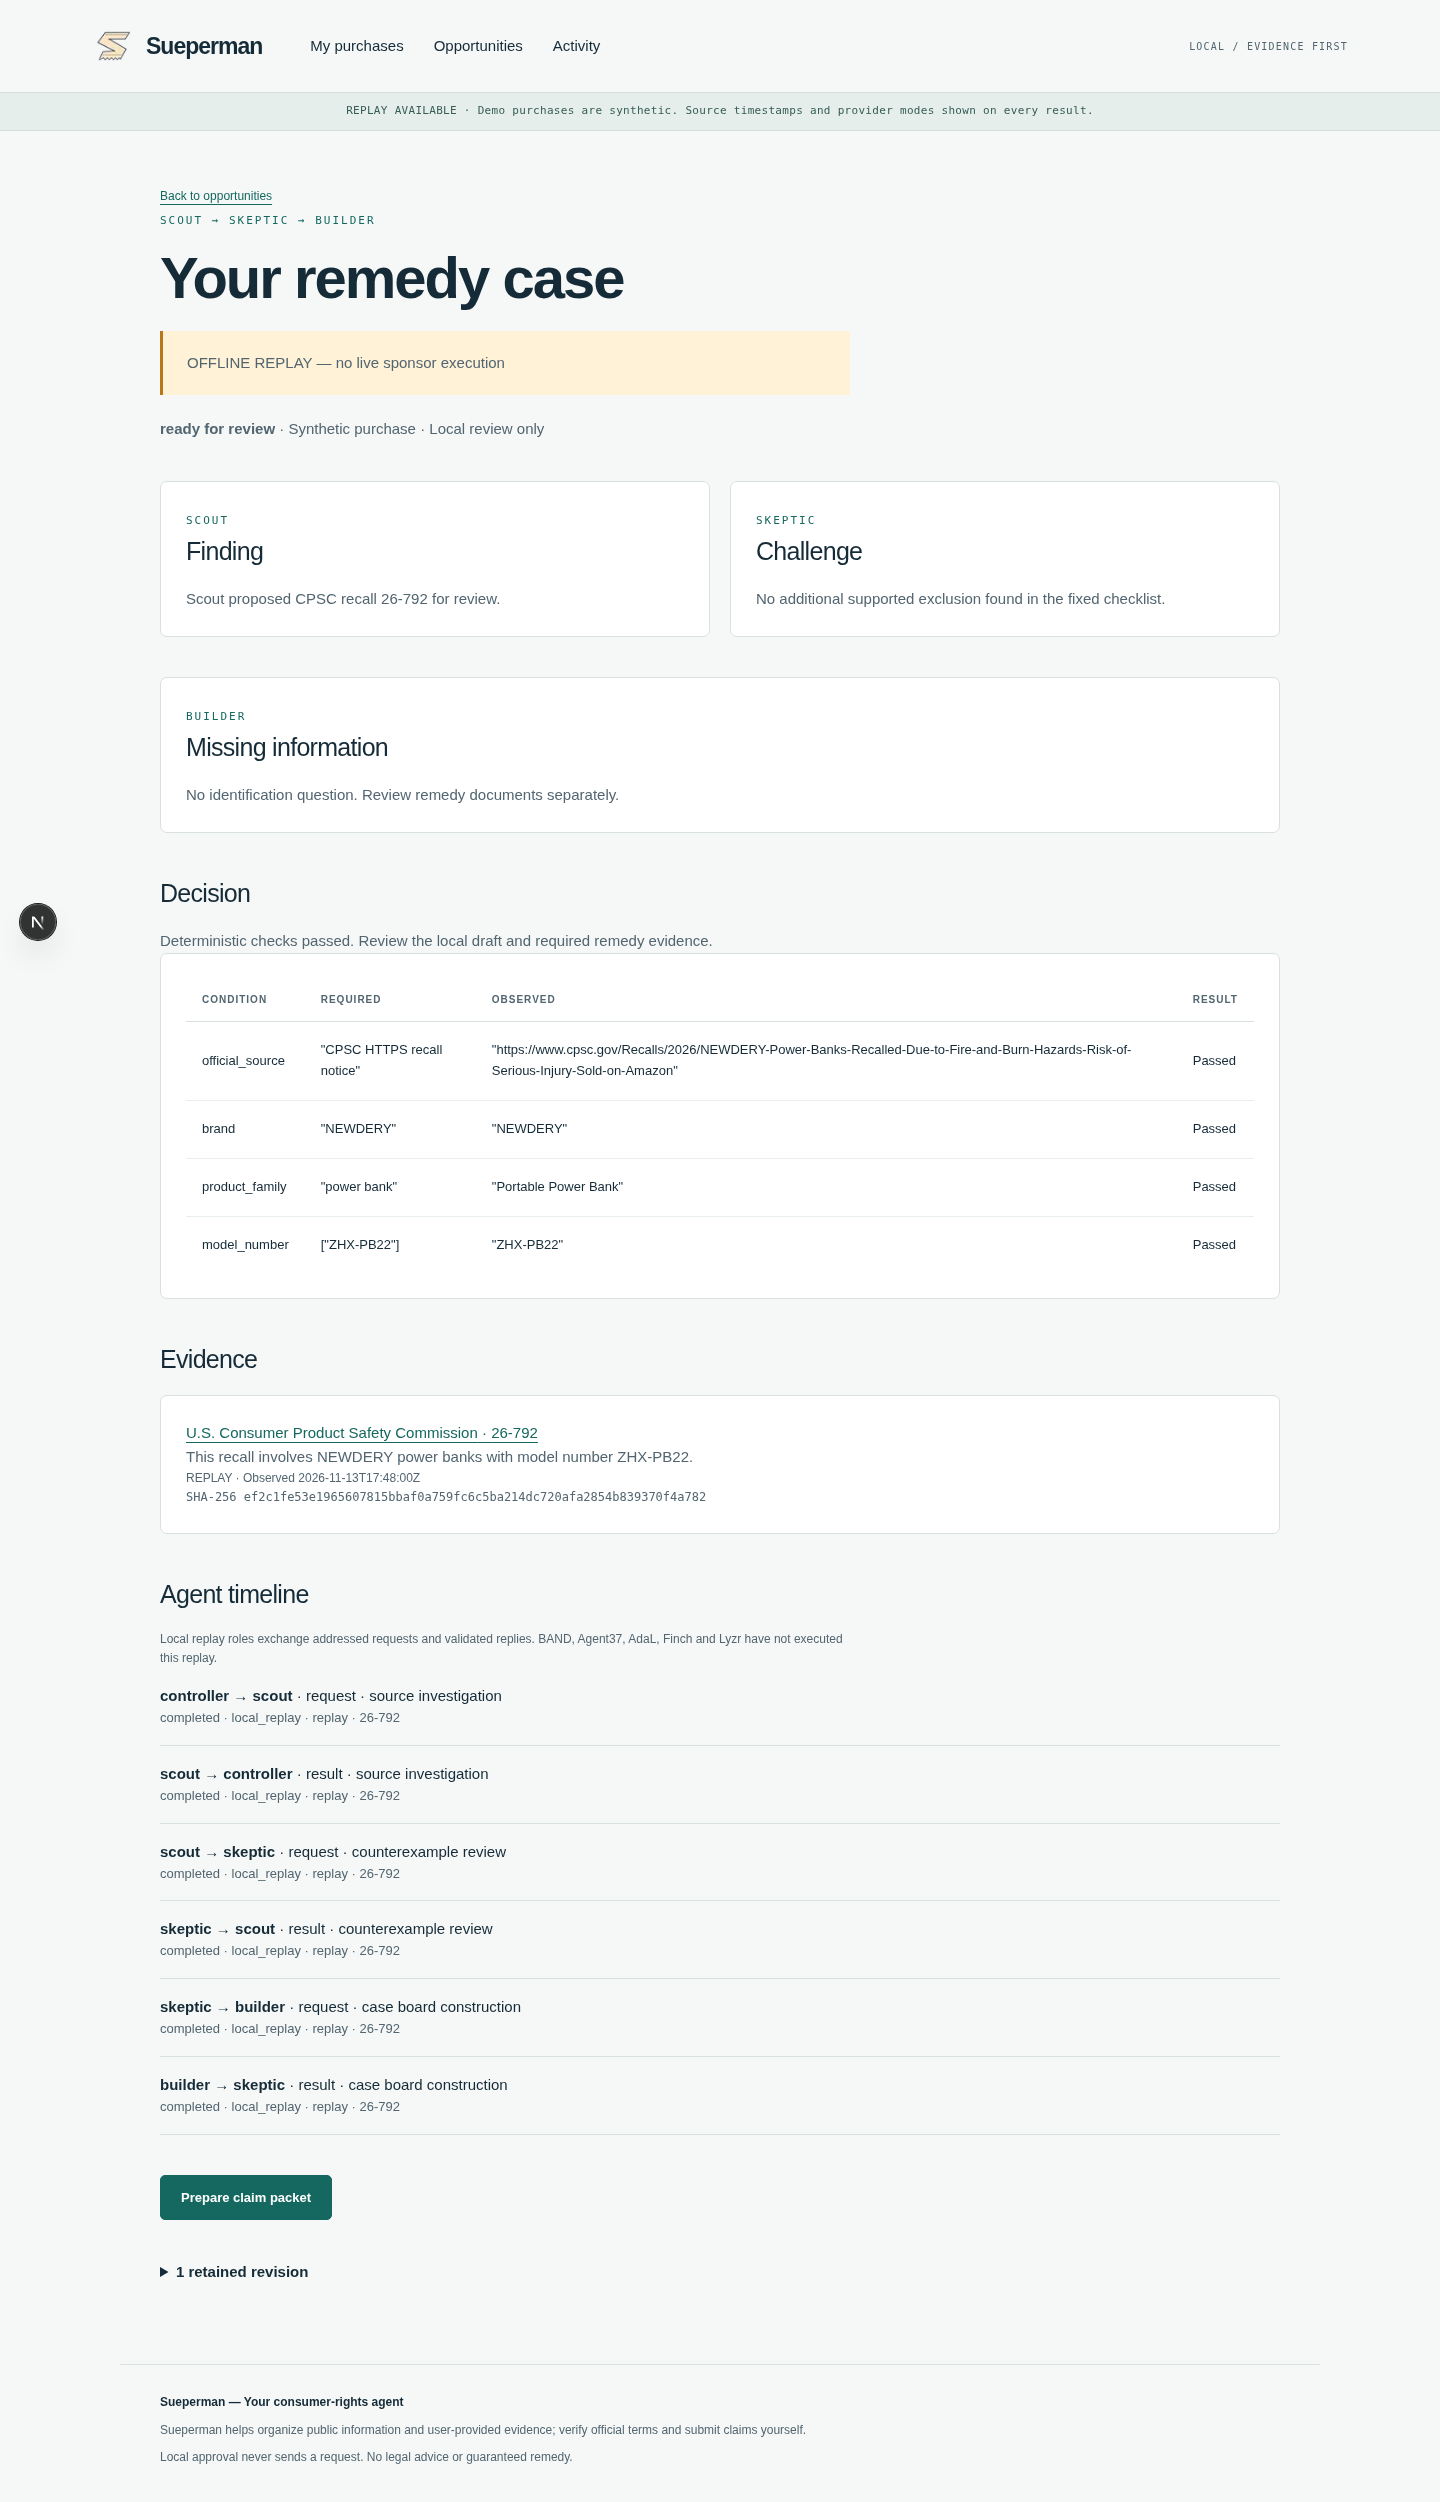 Sueperman
My purchases
Opportunities
Activity
LOCAL / EVIDENCE FIRST
REPLAY AVAILABLE · Demo purchases are synthetic. Source timestamps and provider modes shown on every result.
Back to opportunities
SCOUT → SKEPTIC → BUILDER
Your remedy case
OFFLINE REPLAY — no live sponsor execution
ready for review · Synthetic purchase · Local review only
SCOUT
Finding
Scout proposed CPSC recall 26-792 for review.
SKEPTIC
Challenge
No additional supported exclusion found in the fixed checklist.
BUILDER
Missing information
No identification question. Review remedy documents separately.
Decision
Deterministic checks passed. Review the local draft and required remedy evidence.
CONDITION REQUIRED OBSERVED RESULT
official_source
"CPSC HTTPS recall
notice"
"https://www.cpsc.gov/Recalls/2026/NEWDERY-Power-Banks-Recalled-Due-to-Fire-and-Burn-Hazards-Risk-of-
Serious-Injury-Sold-on-Amazon"
Passed
brand "NEWDERY" "NEWDERY" Passed
product_family "power bank" "Portable Power Bank" Passed
model_number ["ZHX-PB22"] "ZHX-PB22" Passed
Evidence
U.S. Consumer Product Safety Commission · 26-792
This recall involves NEWDERY power banks with model number ZHX-PB22.
REPLAY · Observed 2026-11-13T17:48:00Z
SHA-256 ef2c1fe53e1965607815bbaf0a759fc6c5ba214dc720afa2854b839370f4a782
Agent timeline
Local replay roles exchange addressed requests and validated replies. BAND, Agent37, AdaL, Finch and Lyzr have not executed
this replay.
controller → scout · request · source investigation
completed · local_replay · replay · 26-792
scout → controller · result · source investigation
completed · local_replay · replay · 26-792
scout → skeptic · request · counterexample review
completed · local_replay · replay · 26-792
skeptic → scout · result · counterexample review
completed · local_replay · replay · 26-792
skeptic → builder · request · case board construction
completed · local_replay · replay · 26-792
builder → skeptic · result · case board construction
completed · local_replay · replay · 26-792
Prepare claim packet
1 retained revision
Sueperman — Your consumer-rights agent
Sueperman helps organize public information and user-provided evidence; verify official terms and submit claims yourself.
Local approval never sends a request. No legal advice or guaranteed remedy.